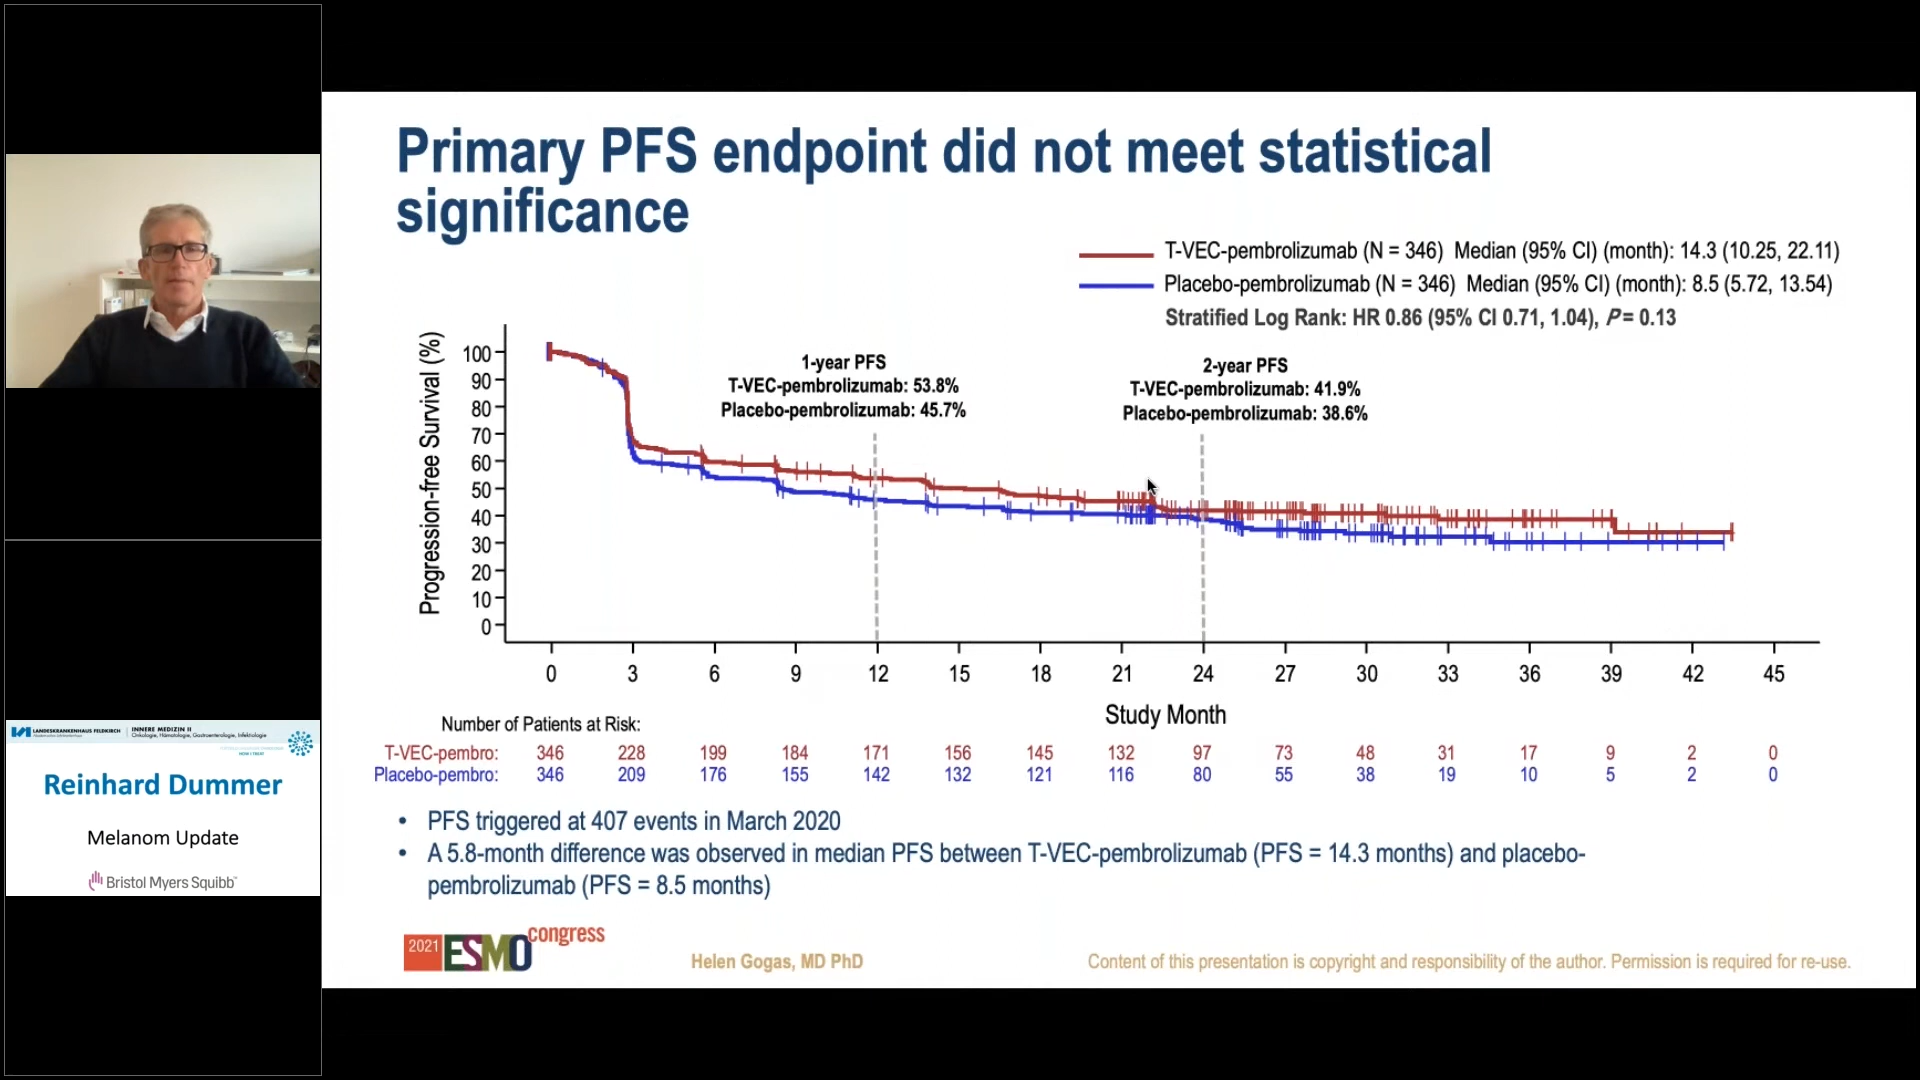 Primary PFS endpoint did not meet statistical
significance
T-VEC-pembrolizumab (N = 346) Median (95% CI) (month): 14.3 (10.25, 22.11)
Placebo-pembrolizumab (N = 346) Median (95% CI) (month): 8.5 (5.72, 13.54)
Stratified Log Rank: HR 0.86 (95% CI 0.71, 1.04), P = 0.13
1-year PFS
T-VEC-pembrolizumab: 53.8%
Placebo-pembrolizumab: 45.7%
2-year PFS
T-VEC-pembrolizumab: 41.9%
Placebo-pembrolizumab: 38.6%
Progression-free Survival (%)
100
90
80
70
60
50
40
30
20
10
0
0 3 6 9 12 15 18 21 24 27 30 33 36 39 42 45
Study Month
Number of Patients at Risk:
T-VEC-pembro: 346 228 199 184 171 156 145 132 97 73 48 31 17 9 2 0
Placebo-pembro: 346 209 176 155 142 132 121 116 80 55 38 19 10 5 2 0
• PFS triggered at 407 events in March 2020
• A 5.8-month difference was observed in median PFS between T-VEC-pembrolizumab (PFS = 14.3 months) and placebo-
pembrolizumab (PFS = 8.5 months)
2021 ESMO congress
Helen Gogas, MD PhD
Content of this presentation is copyright and responsibility of the author. Permission is required for re-use.
LANDESKRANKENHAUS FELDKIRCH
INNERE MEDIZIN II
Onkologie, Hämatologie, Gastroenterologie, Infektiologie
Reinhard Dummer
Melanom Update
Bristol Myers Squibb™